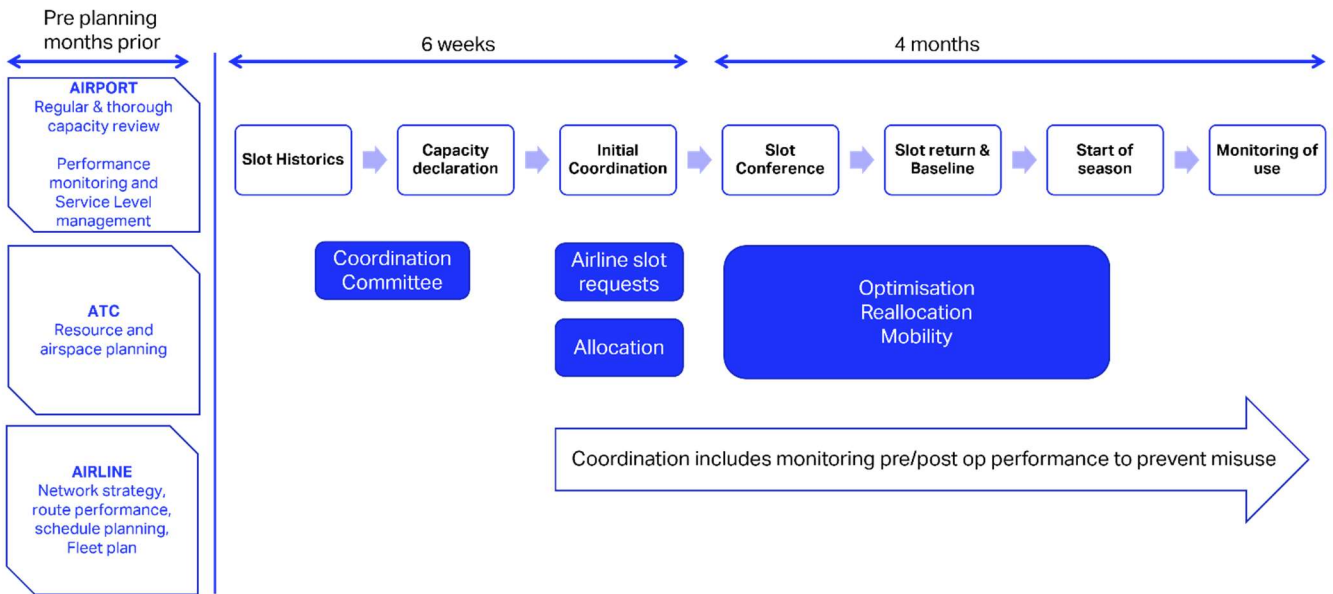 Pre planning
months prior
6 weeks
4 months
AIRPORT
Regular & thorough
capacity review
Performance
monitoring and
Service Level
management
ATC
Resource and
airspace planning
AIRLINE
Network strategy,
route performance,
schedule planning,
Fleet plan
Slot Historics
Capacity
declaration
Initial
Coordination
Slot
Conference
Slot return &
Baseline
Start of
season
Monitoring of
use
Coordination
Committee
Airline slot
requests
Allocation
Optimisation
Reallocation
Mobility
Coordination includes monitoring pre/post op performance to prevent misuse